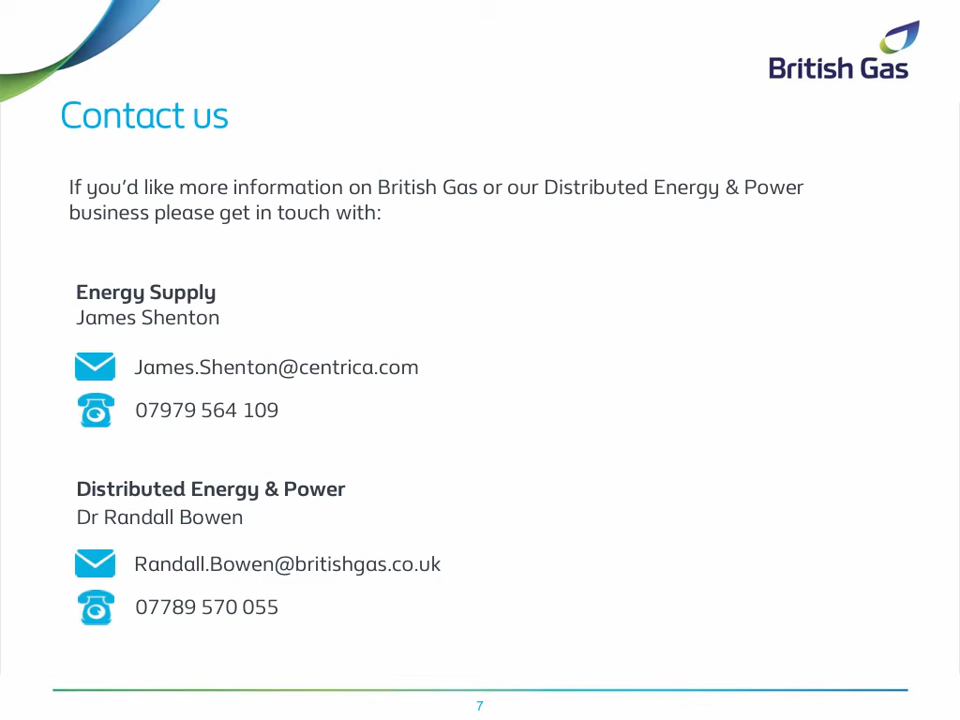 British Gas
Contact us
If you’d like more information on British Gas or our Distributed Energy & Power
business please get in touch with:
Energy Supply
James Shenton
James.Shenton@centrica.com
07979 564 109
Distributed Energy & Power
Dr Randall Bowen
Randall.Bowen@britishgas.co.uk
07789 570 055
7